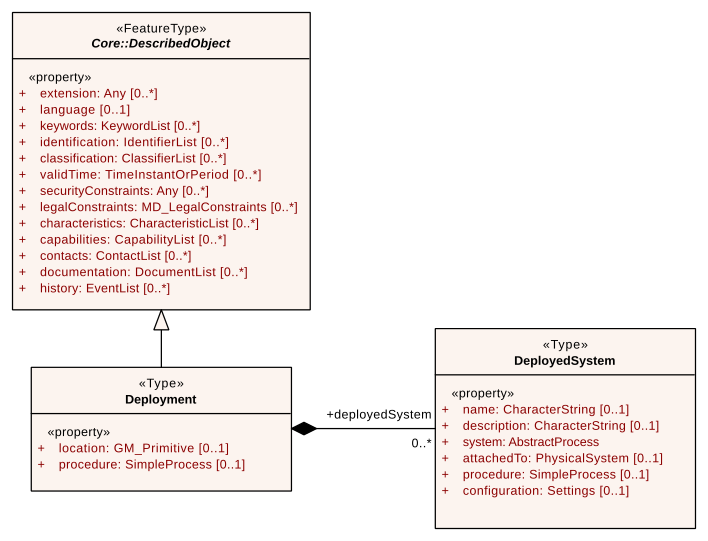 «FeatureType»
Core::DescribedObject
«property»
+ extension: Any [0..*]
+ language [0..1]
+ keywords: KeywordList [0..*]
+ identification: IdentifierList [0..*]
+ classification: ClassifierList [0..*]
+ validTime: TimeInstantOrPeriod [0..*]
+ securityConstraints: Any [0..*]
+ legalConstraints: MD_LegalConstraints [0..*]
+ characteristics: CharacteristicList [0..*]
+ capabilities: CapabilityList [0..*]
+ contacts: ContactList [0..*]
+ documentation: DocumentList [0..*]
+ history: EventList [0..*]
«Type»
Deployment
«property»
+ location: GM_Primitive [0..1]
+ procedure: SimpleProcess [0..1]
+deployedSystem
0..*
«Type»
DeployedSystem
«property»
+ name: CharacterString [0..1]
+ description: CharacterString [0..1]
+ system: AbstractProcess
+ attachedTo: PhysicalSystem [0..1]
+ procedure: SimpleProcess [0..1]
+ configuration: Settings [0..1]